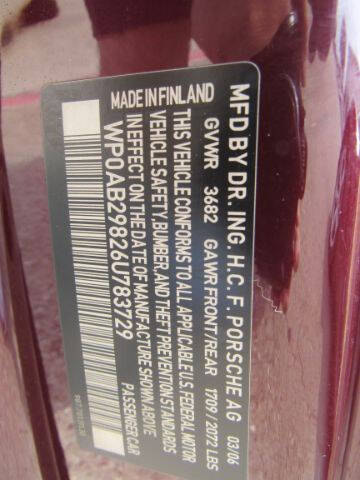 MFD BY DR. ING. H.C. F. PORSCHE AG 03/06
GVWR 3682 GAWR FRONT/REAR 1709 / 2072 LBS
MADE IN FINLAND
THIS VEHICLE CONFORMS TO ALL APPLICABLE U.S. FEDERAL MOTOR
VEHICLE SAFETY, BUMPER, AND THEFT PREVENTION STANDARDS
IN EFFECT ON THE DATE OF MANUFACTURE SHOWN ABOVE
WP0AB29826U783729 PASSENGER CAR